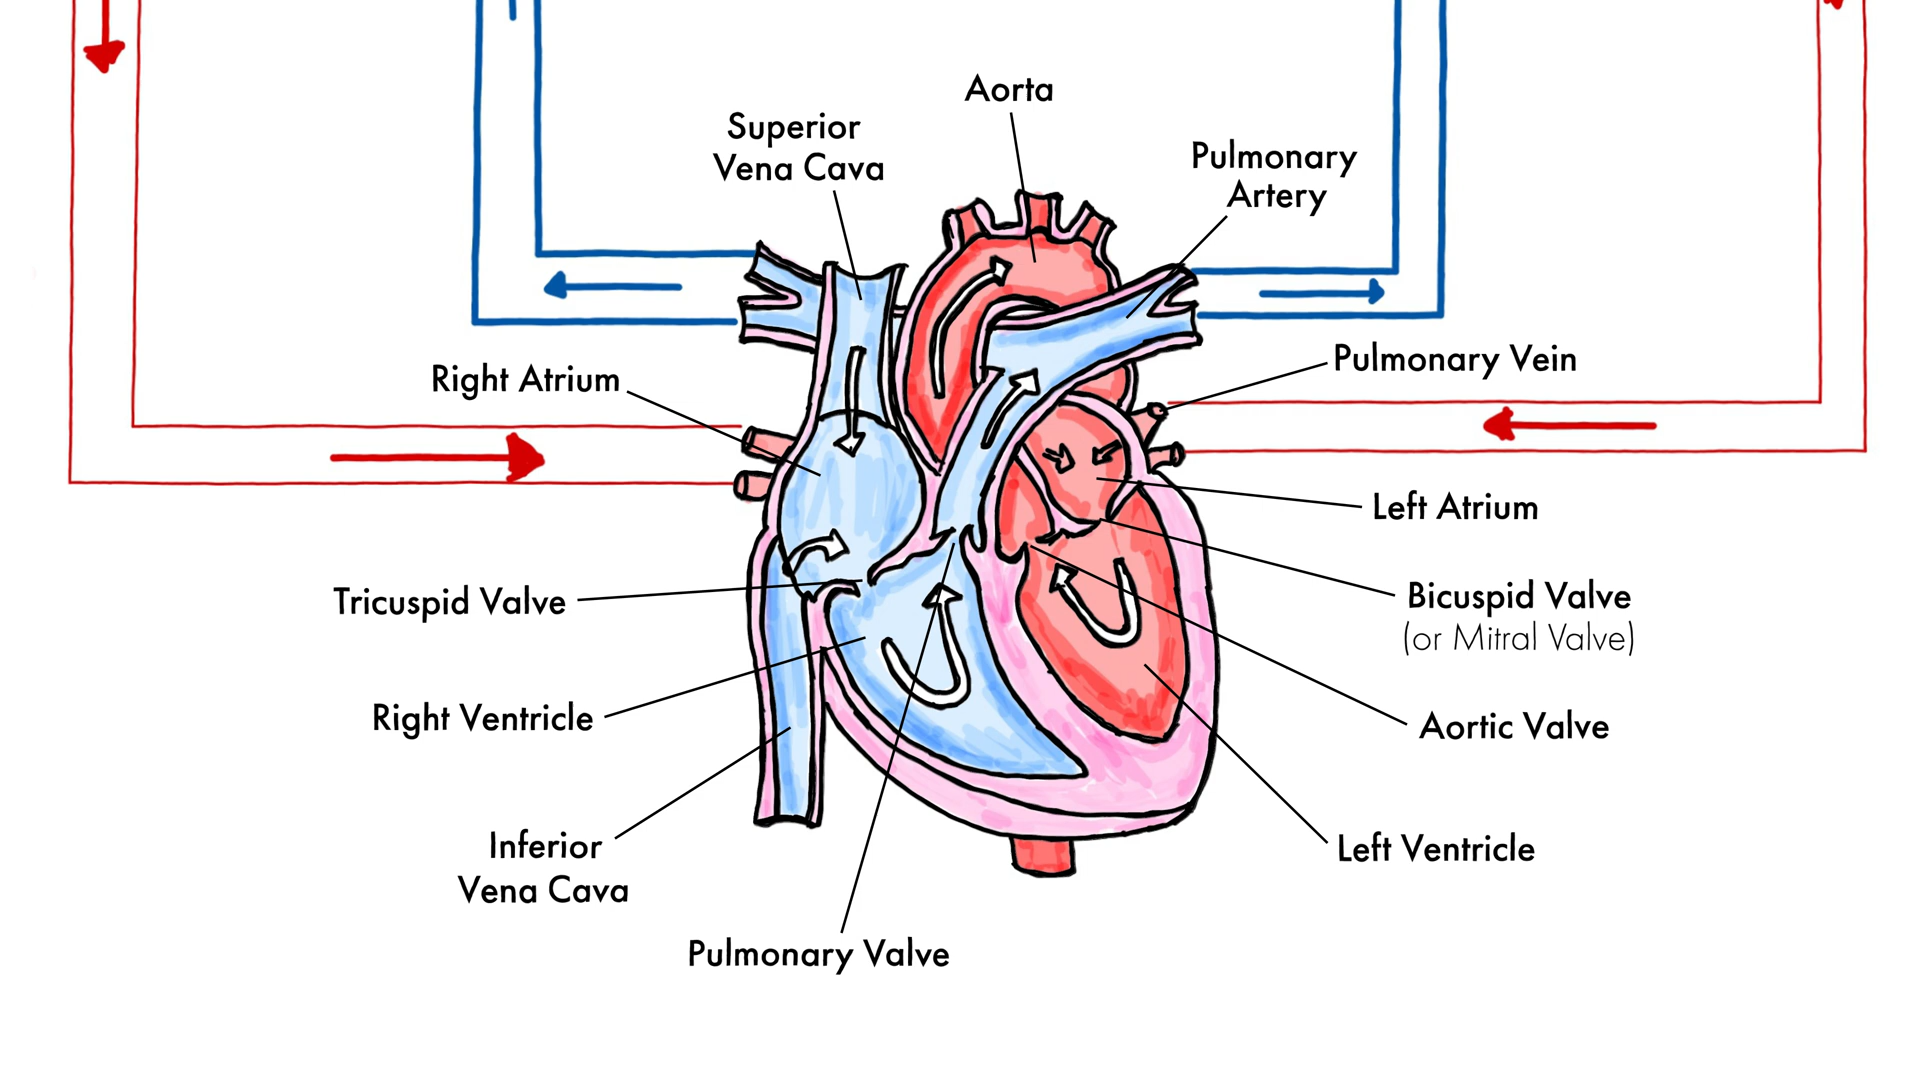 Aorta
Superior
Vena Cava
Pulmonary
Artery
Right Atrium
Pulmonary Vein
Left Atrium
Tricuspid Valve
Bicuspid Valve
(or Mitral Valve)
Right Ventricle
Aortic Valve
Inferior
Vena Cava
Left Ventricle
Pulmonary Valve